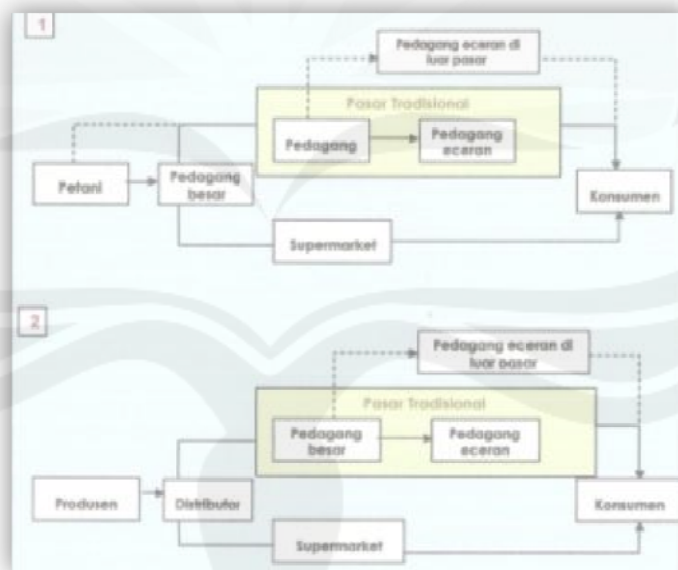 1
Pedagang eceran di
luar pasar
Pasar Tradisional
Pedagang
Pedagang
eceran
Petani
Pedagang
besar
Konsumen
Supermarket
2
Pedagang eceran di
luar pasar
Pasar Tradisional
Pedagang
besar
Pedagang
eceran
Produsen
Distributor
Konsumen
Supermarket